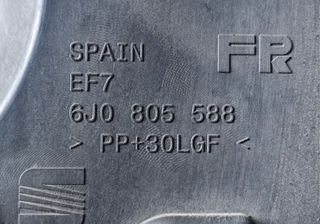 SPAIN FR
EF7
6J0 805 588
> PP+30LGF <